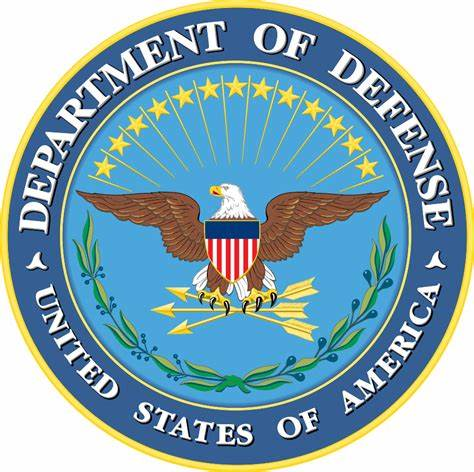 DEPARTMENT OF DEFENSE
UNITED STATES OF AMERICA